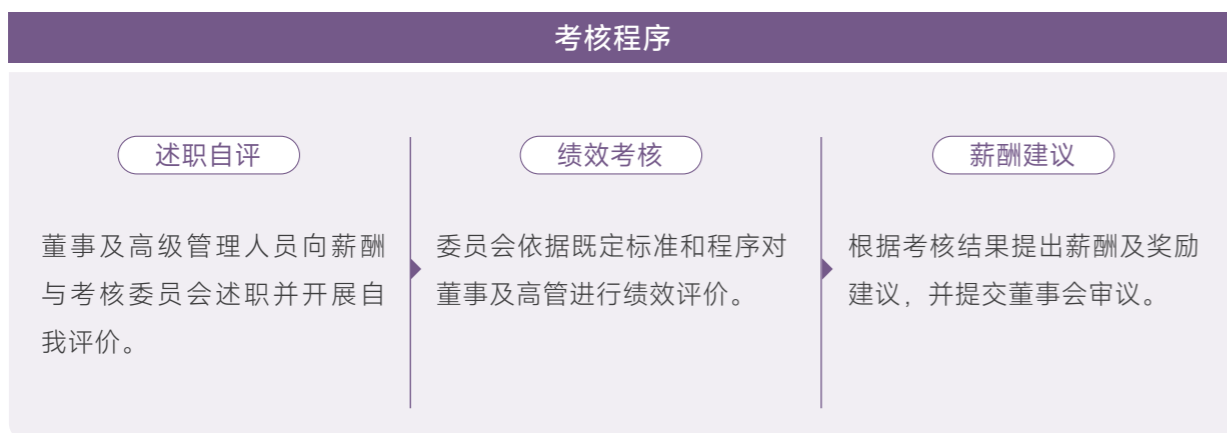 考核程序
述职自评
董事及高级管理人员向薪酬
与考核委员会述职并开展自
我评价。
绩效考核
委员会依据既定标准和程序对
董事及高管进行绩效评价。
薪酬建议
根据考核结果提出薪酬及奖励
建议，并提交董事会审议。